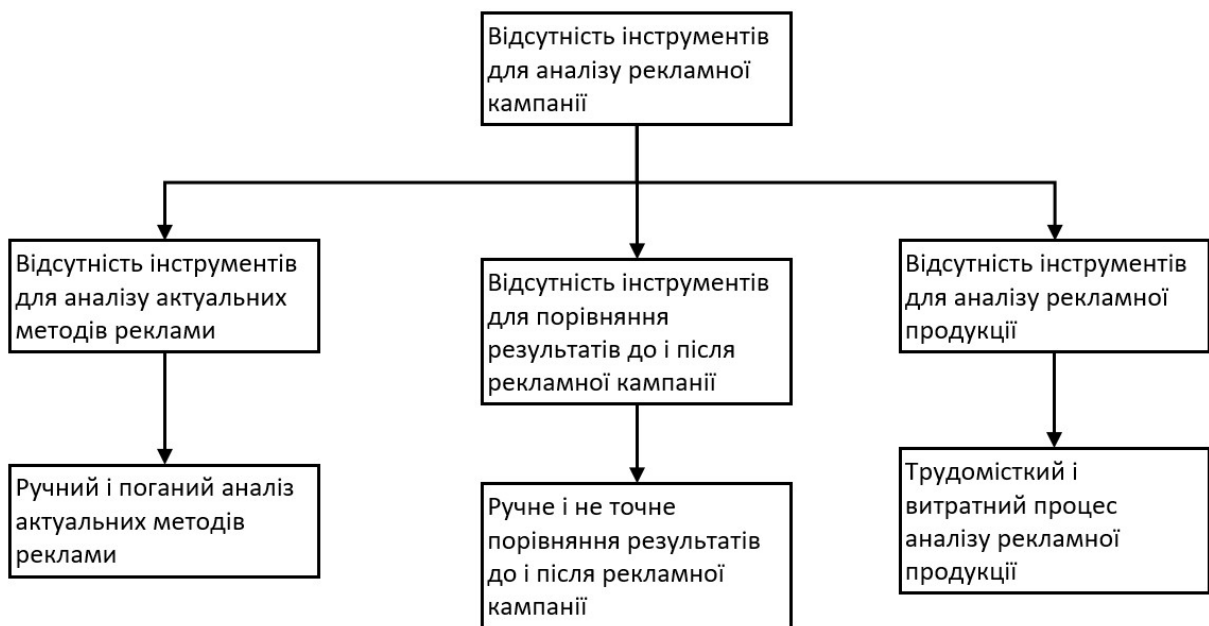 Відсутність інструментів
для аналізу рекламної
кампанії
Відсутність інструментів
для аналізу актуальних
методів реклами
Відсутність інструментів
для порівняння
результатів до і після
рекламної кампанії
Відсутність інструментів
для аналізу рекламної
продукції
Ручний і поганий аналіз
актуальних методів
реклами
Ручне і не точне
порівняння результатів
до і після рекламної
кампанії
Трудомісткий і
витратний процес
аналізу рекламної
продукції